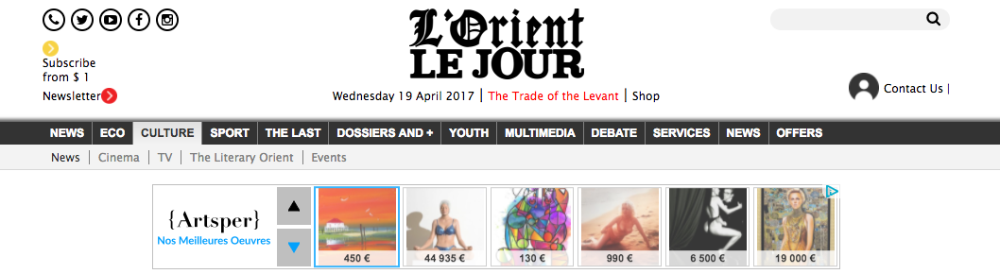 L'Orient
LE JOUR
Subscribe
from $ 1
Newsletter
Wednesday 19 April 2017 | The Trade of the Levant | Shop
Contact Us |
NEWS ECO CULTURE SPORT THE LAST DOSSIERS AND + YOUTH MULTIMEDIA DEBATE SERVICES NEWS OFFERS
News | Cinema | TV | The Literary Orient | Events
{Artsper}
Nos Meilleures Oeuvres
450 € 44 935 € 130 € 990 € 6 500 € 19 000 €